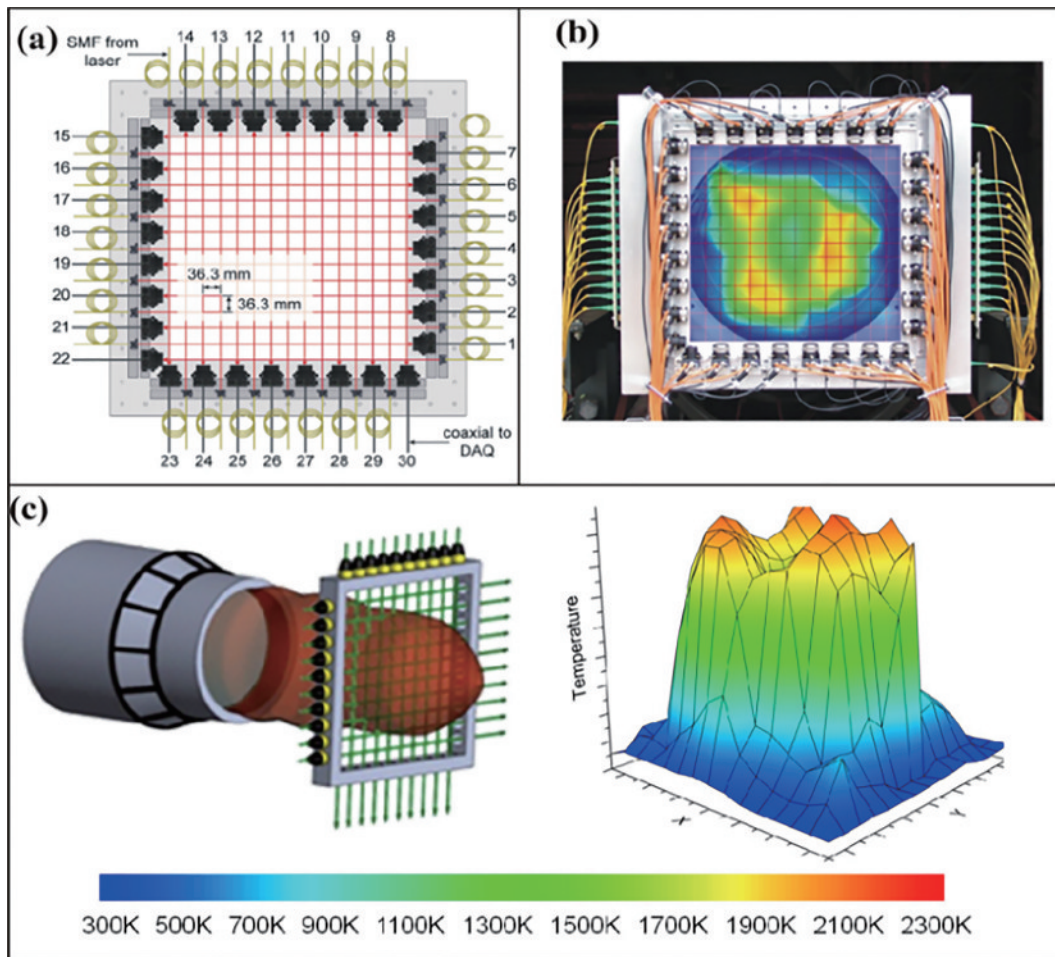 (a)
SMF from
laser
14 13 12 11 10 9 8
15
16
17
18
19
20
21
22
7
6
5
4
3
2
1
36.3 mm
36.3 mm
23 24 25 26 27 28 29 30
coaxial to
DAQ
(b)
(c)
Temperature
X
Y
300K 500K 700K 900K 1100K 1300K 1500K 1700K 1900K 2100K 2300K